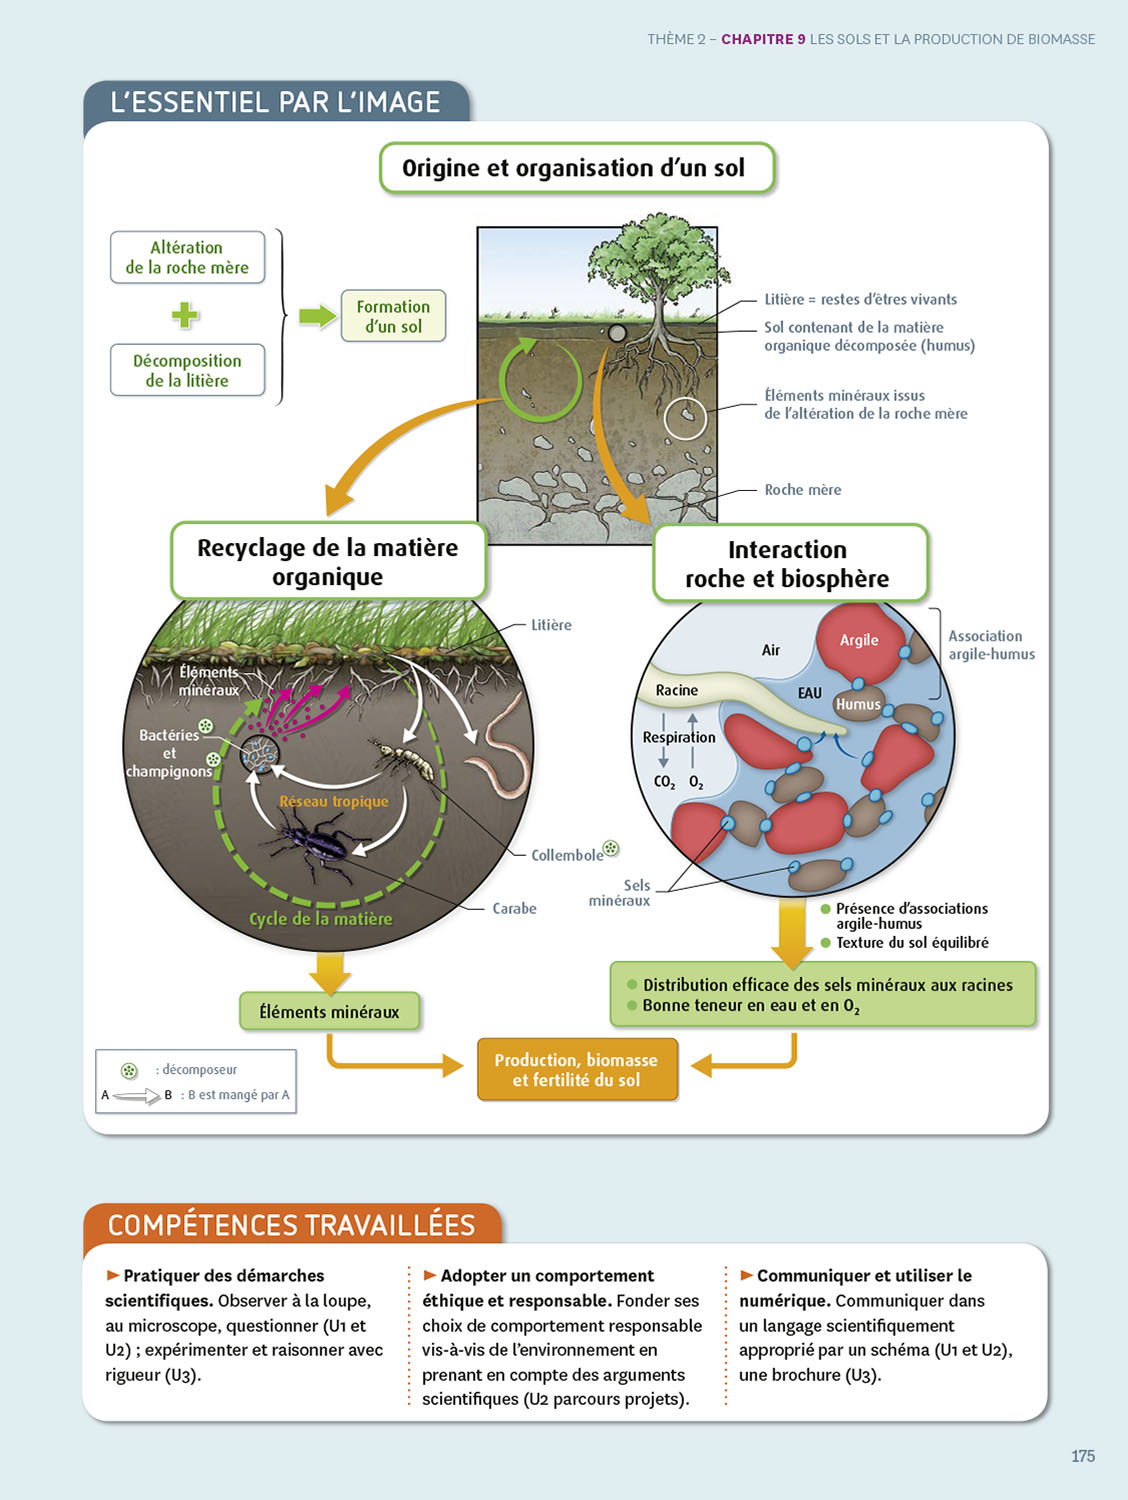 THÈME 2 – CHAPITRE 9 LES SOLS ET LA PRODUCTION DE BIOMASSE
L'ESSENTIEL PAR L'IMAGE
Origine et organisation d'un sol
Altération
de la roche mère
+
Décomposition
de la litière
Formation
d'un sol
Litière = restes d'êtres vivants
Sol contenant de la matière
organique décomposée (humus)
Éléments minéraux issus
de l'altération de la roche mère
Roche mère
Recyclage de la matière
organique
Litière
Éléments
minéraux
Bactéries
et
champignons
Réseau tropique
Collembole
Carabe
Cycle de la matière
Éléments minéraux
Interaction
roche et biosphère
Air
Argile
Association
argile-humus
Racine
EAU
Humus
Respiration
CO₂ O₂
Sels
minéraux
Présence d'associations
argile-humus
Texture du sol équilibré
Distribution efficace des sels minéraux aux racines
Bonne teneur en eau et en O₂
Production, biomasse
et fertilité du sol
: décomposeur
A B : B est mangé par A
COMPÉTENCES TRAVAILLÉES
► Pratiquer des démarches
scientifiques. Observer à la loupe,
au microscope, questionner (U1 et
U2) ; expérimenter et raisonner avec
rigueur (U3).
► Adopter un comportement
éthique et responsable. Fonder ses
choix de comportement responsable
vis-à-vis de l'environnement en
prenant en compte des arguments
scientifiques (U2 parcours projets).
► Communiquer et utiliser le
numérique. Communiquer dans
un langage scientifiquement
approprié par un schéma (U1 et U2),
une brochure (U3).
175